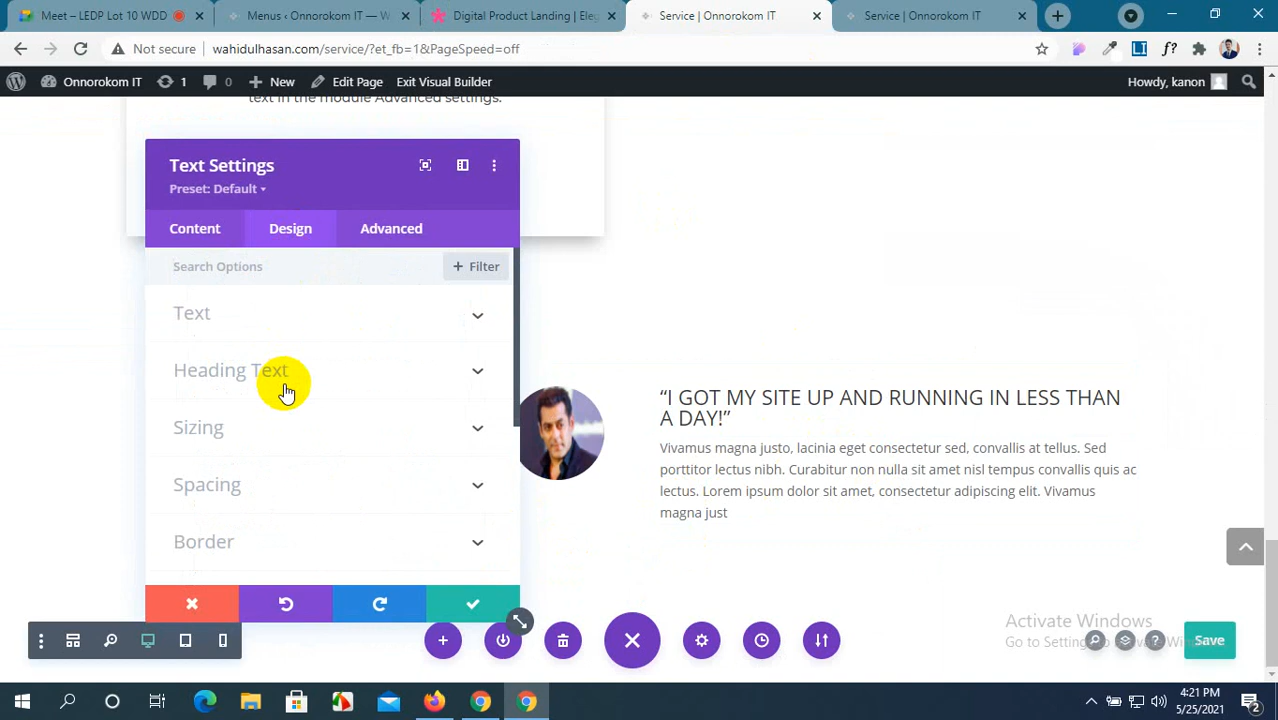 Meet – LEDP Lot 10 WDD
Menus ‹ Onnorokom IT — W
Digital Product Landing | Eleg
Service | Onnorokom IT
Service | Onnorokom IT
Not secure
wahidulhasan.com/service/?et_fb=1&PageSpeed=off
Onnorokom IT
1
0
New
Edit Page
Exit Visual Builder
Howdy, kanon
text in the module Advanced settings.
Text Settings
Preset: Default
Content
Design
Advanced
Search Options
+ Filter
Text
Heading Text
Sizing
Spacing
Border
“I GOT MY SITE UP AND RUNNING IN LESS THAN
A DAY!”
Vivamus magna justo, lacinia eget consectetur sed, convallis at tellus. Sed
porttitor lectus nibh. Curabitur non nulla sit amet nisl tempus convallis quis ac
lectus. Lorem ipsum dolor sit amet, consectetur adipiscing elit. Vivamus
magna just
Activate Windows
Go to Setting
Save
4:21 PM
5/25/2021
2